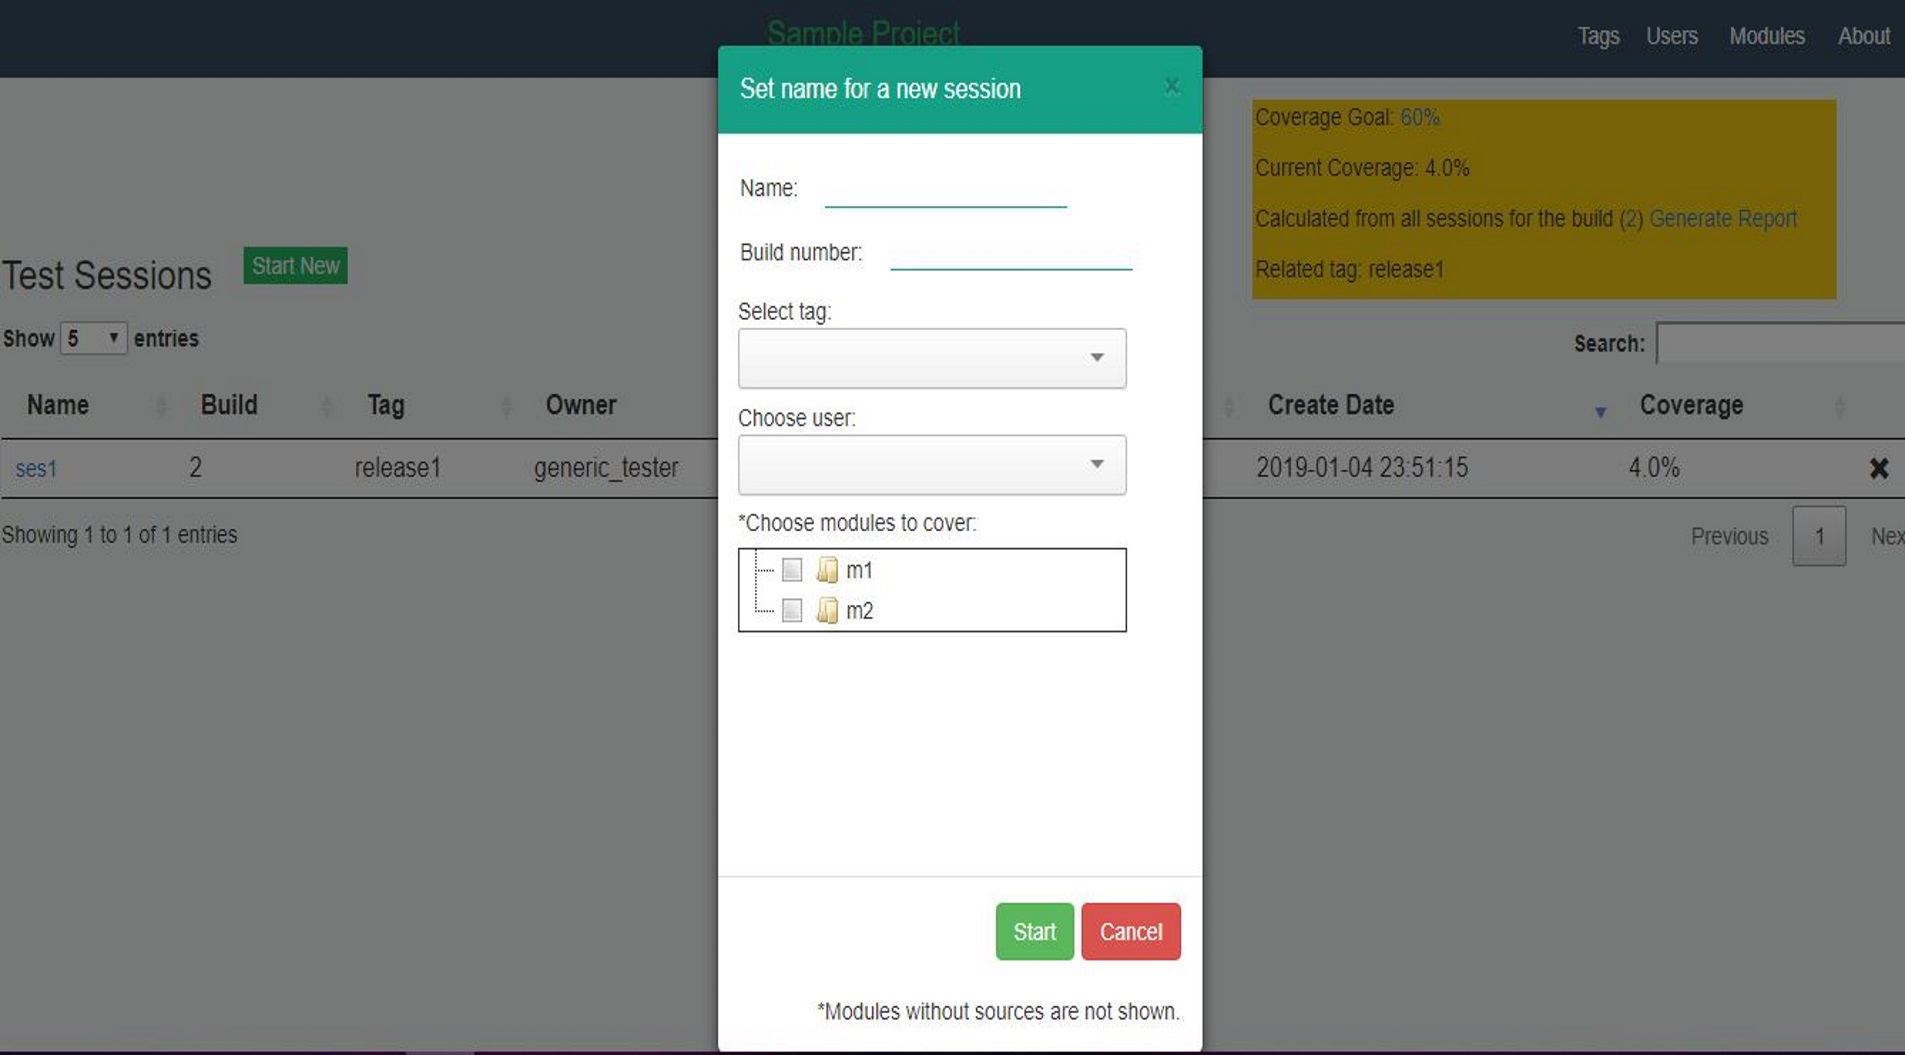 Sample Project
Tags Users Modules About
Set name for a new session x
Coverage Goal: 60%
Current Coverage: 4.0%
Calculated from all sessions for the build (2) Generate Report
Related tag: release1
Name:
Build number:
Test Sessions Start New
Select tag:
Show 5 entries
Search:
Name Build Tag Owner Create Date Coverage
Choose user:
ses1 2 release1 generic_tester 2019-01-04 23:51:15 4.0%
*Choose modules to cover:
Showing 1 to 1 of 1 entries
Previous 1 Nex
m1
m2
Start Cancel
*Modules without sources are not shown.